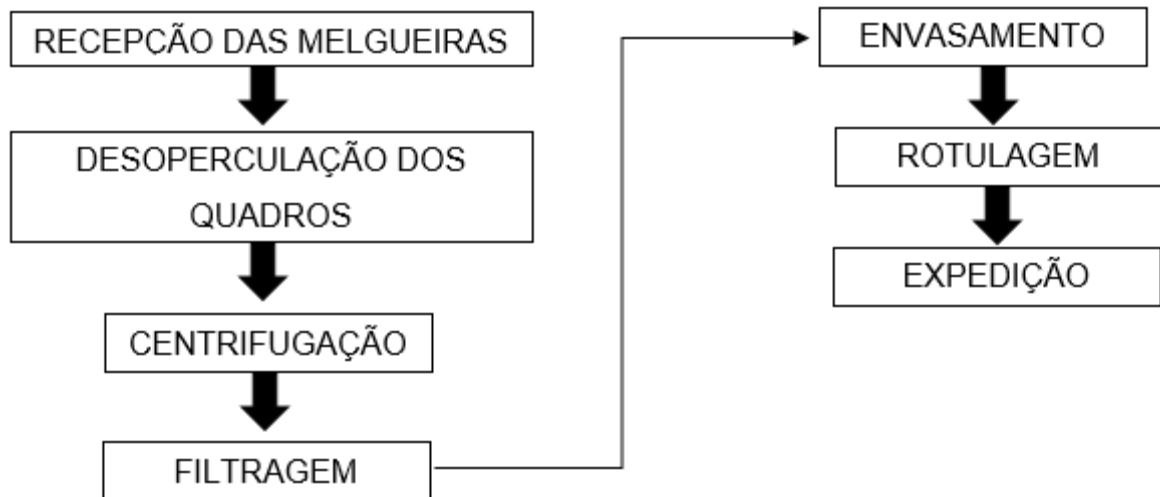 RECEPÇÃO DAS MELGUEIRAS
DESOPERCULAÇÃO DOS
QUADROS
CENTRIFUGAÇÃO
FILTRAGEM
ENVASAMENTO
ROTULAGEM
EXPEDIÇÃO